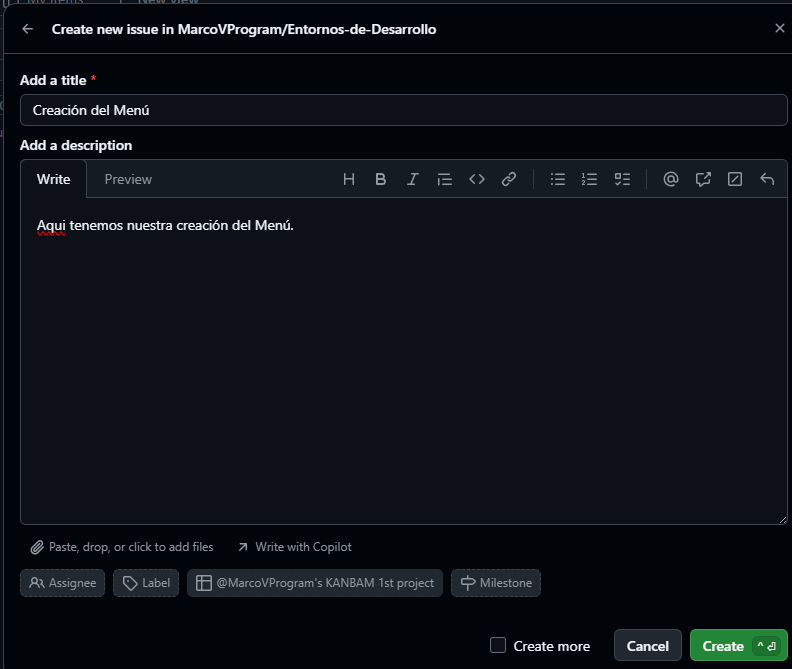 Create new issue in MarcoVProgram/Entornos-de-Desarrollo
Add a title *
Creación del Menú
Add a description
Write Preview
Aqui tenemos nuestra creación del Menú.
Paste, drop, or click to add files Write with Copilot
Assignee Label @MarcoVProgram's KANBAM 1st project Milestone
Create more Cancel Create